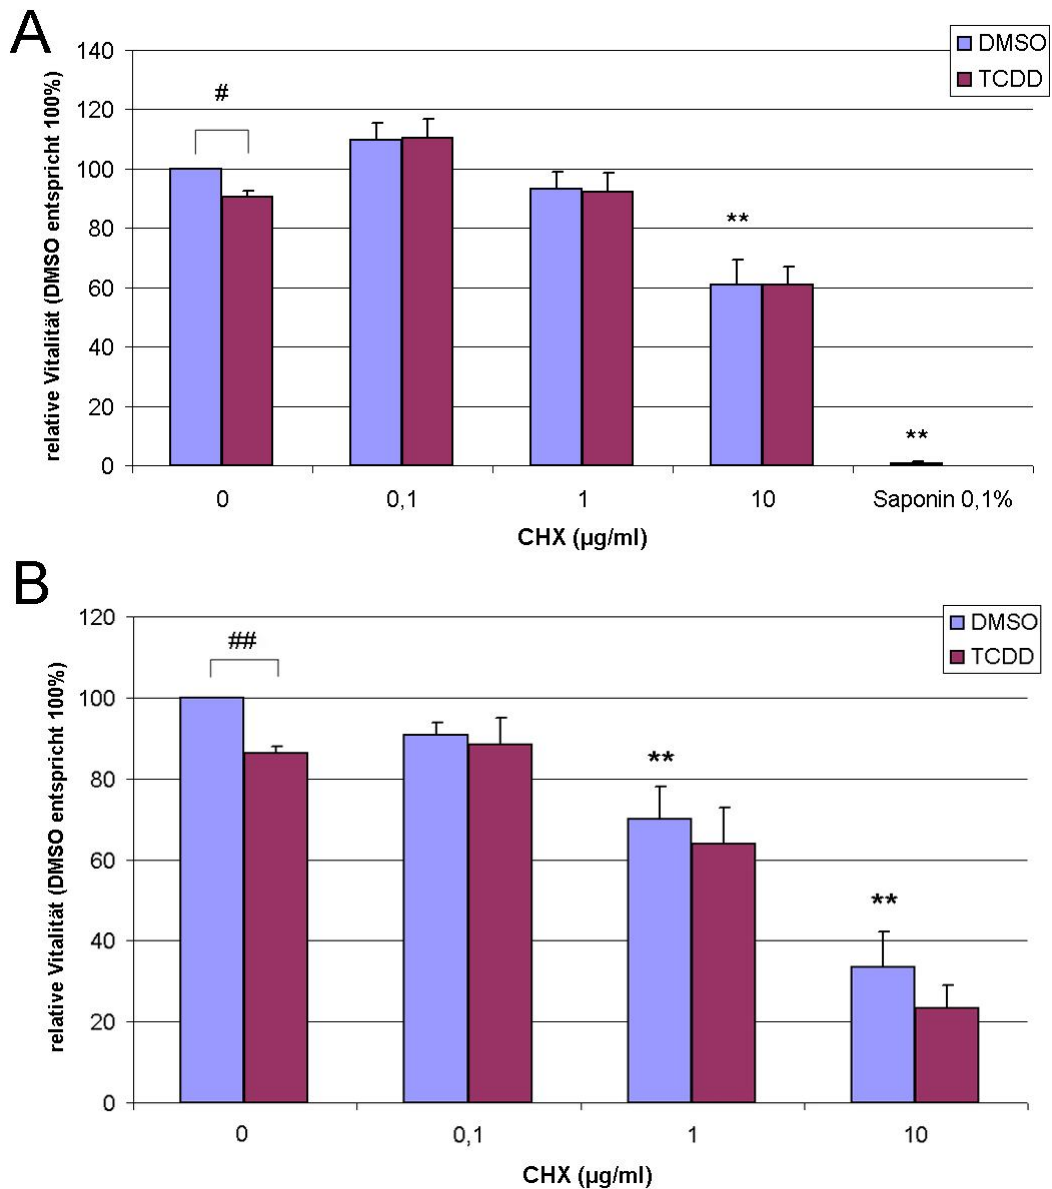 A
DMSO
TCDD
relative Vitalität (DMSO entspricht 100%)
140
120
100
80
60
40
20
0
#
**
**
0 0,1 1 10 Saponin 0,1%
CHX (µg/ml)
B
DMSO
TCDD
relative Vitalität (DMSO entspricht 100%)
120
100
80
60
40
20
0
##
**
**
0 0,1 1 10
CHX (µg/ml)